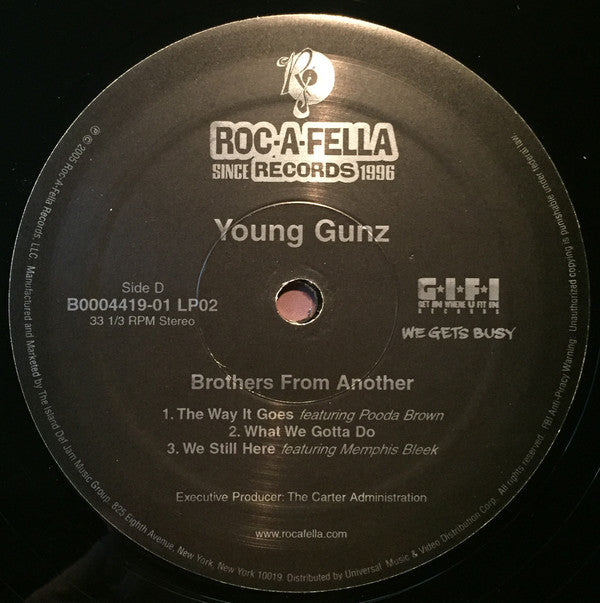 R
ROC-A-FELLA
SINCE RECORDS 1996
Young Gunz
Side D
B0004419-01 LP02
33 1/3 RPM Stereo
G★I★F★I
GET IN WHERE U FIT IN
RECORDS
WE GETS BUSY
Brothers From Another
1. The Way It Goes featuring Pooda Brown
2. What We Gotta Do
3. We Still Here featuring Memphis Bleek
Executive Producer: The Carter Administration
www.rocafella.com
℗ © 2005 Roc-A-Fella Records, LLC. Manufactured and Marketed by The Island Def Jam Music Group, 825 Eighth Avenue, New York, New York 10019. Distributed by Universal Music & Video Distribution Corp. All rights reserved. FBI Anti-Piracy Warning: Unauthorized copying is punishable under federal law.